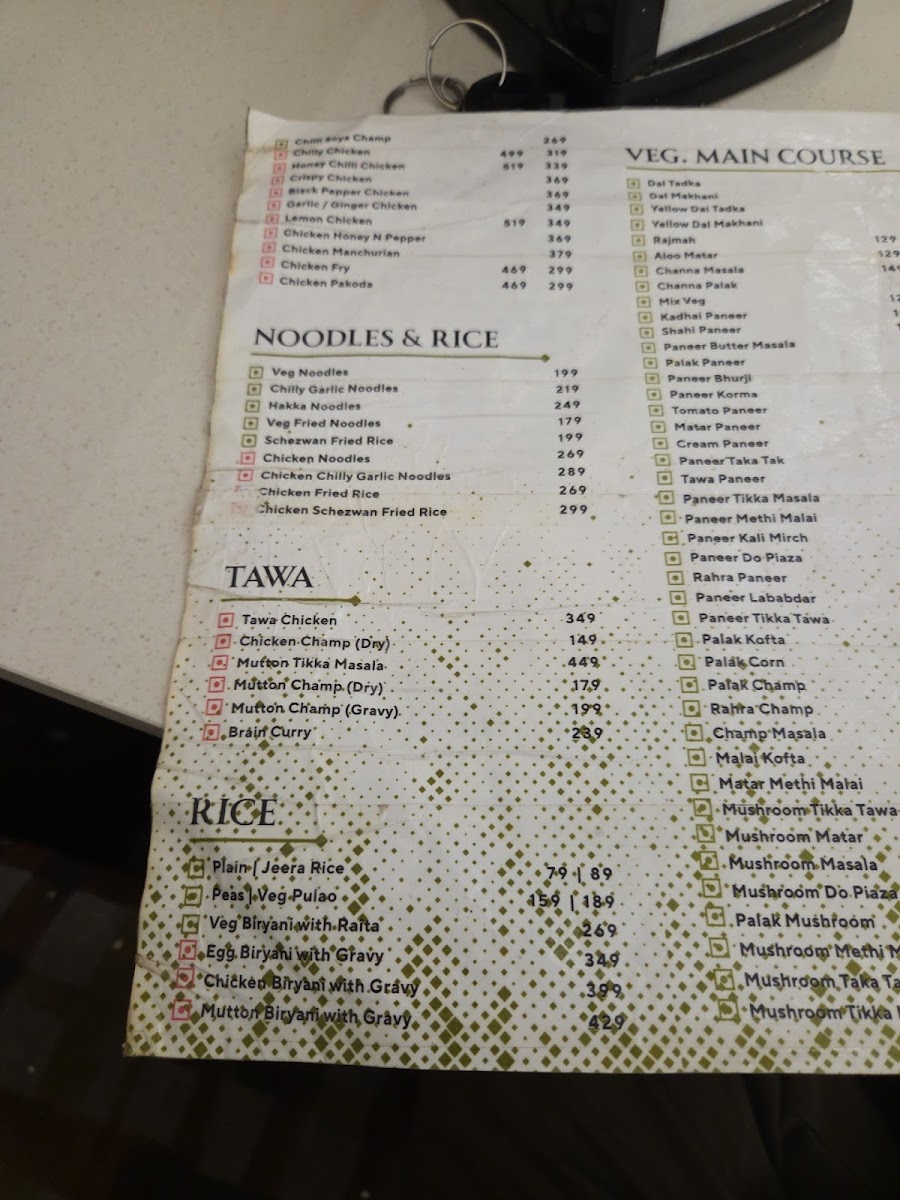 Chilli Soya Champ 269
Chilly Chicken 499 319
Honey Chilli Chicken 519 339
Crispy Chicken 369
Black Pepper Chicken 369
Garlic / Ginger Chicken 349
Lemon Chicken 519 349
Chicken Honey N Pepper 369
Chicken Manchurian 379
Chicken Fry 469 299
Chicken Pakoda 469 299
NOODLES & RICE
Veg Noodles 199
Chilly Garlic Noodles 219
Hakka Noodles 249
Veg Fried Noodles 179
Schezwan Fried Rice 199
Chicken Noodles 269
Chicken Chilly Garlic Noodles 289
Chicken Fried Rice 269
Chicken Schezwan Fried Rice 299
TAWA
Tawa Chicken 349
Chicken Champ (Dry) 149
Mutton Tikka Masala 449
Mutton Champ (Dry) 179
Mutton Champ (Gravy) 199
Brain Curry 239
RICE
Plain | Jeera Rice 79 | 89
Peas | Veg Pulao 159 | 189
Veg Biryani with Raita 269
Egg Biryani with Gravy 349
Chicken Biryani with Gravy 399
Mutton Biryani with Gravy 429
VEG. MAIN COURSE
Dal Tadka
Dal Makhani
Yellow Dal Tadka
Yellow Dal Makhani
Rajmah 129
Aloo Matar 129
Channa Masala 149
Channa Palak
Mix Veg
Kadhai Paneer
Shahi Paneer
Paneer Butter Masala
Palak Paneer
Paneer Bhurji
Paneer Korma
Tomato Paneer
Matar Paneer
Cream Paneer
Paneer Taka Tak
Tawa Paneer
Paneer Tikka Masala
Paneer Methi Malai
Paneer Kali Mirch
Paneer Do Piaza
Rahra Paneer
Paneer Lababdar
Paneer Tikka Tawa
Palak Kofta
Palak Corn
Palak Champ
Rahra Champ
Champ Masala
Malai Kofta
Matar Methi Malai
Mushroom Tikka Tawa
Mushroom Matar
Mushroom Masala
Mushroom Do Piaza
Palak Mushroom
Mushroom Methi M
Mushroom Taka Ta
Mushroom Tikka